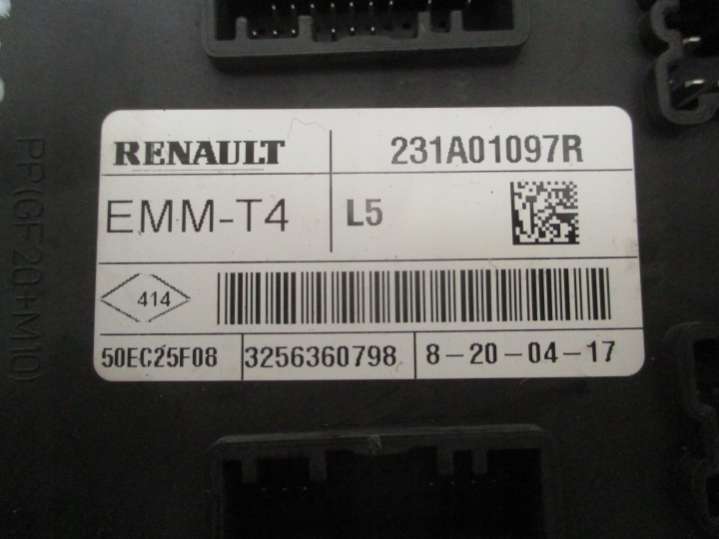 RENAULT 231A01097R
EMM-T4 L5
414
50EC25F08 3256360798 8-20-04-17
PP(GF20+M10)